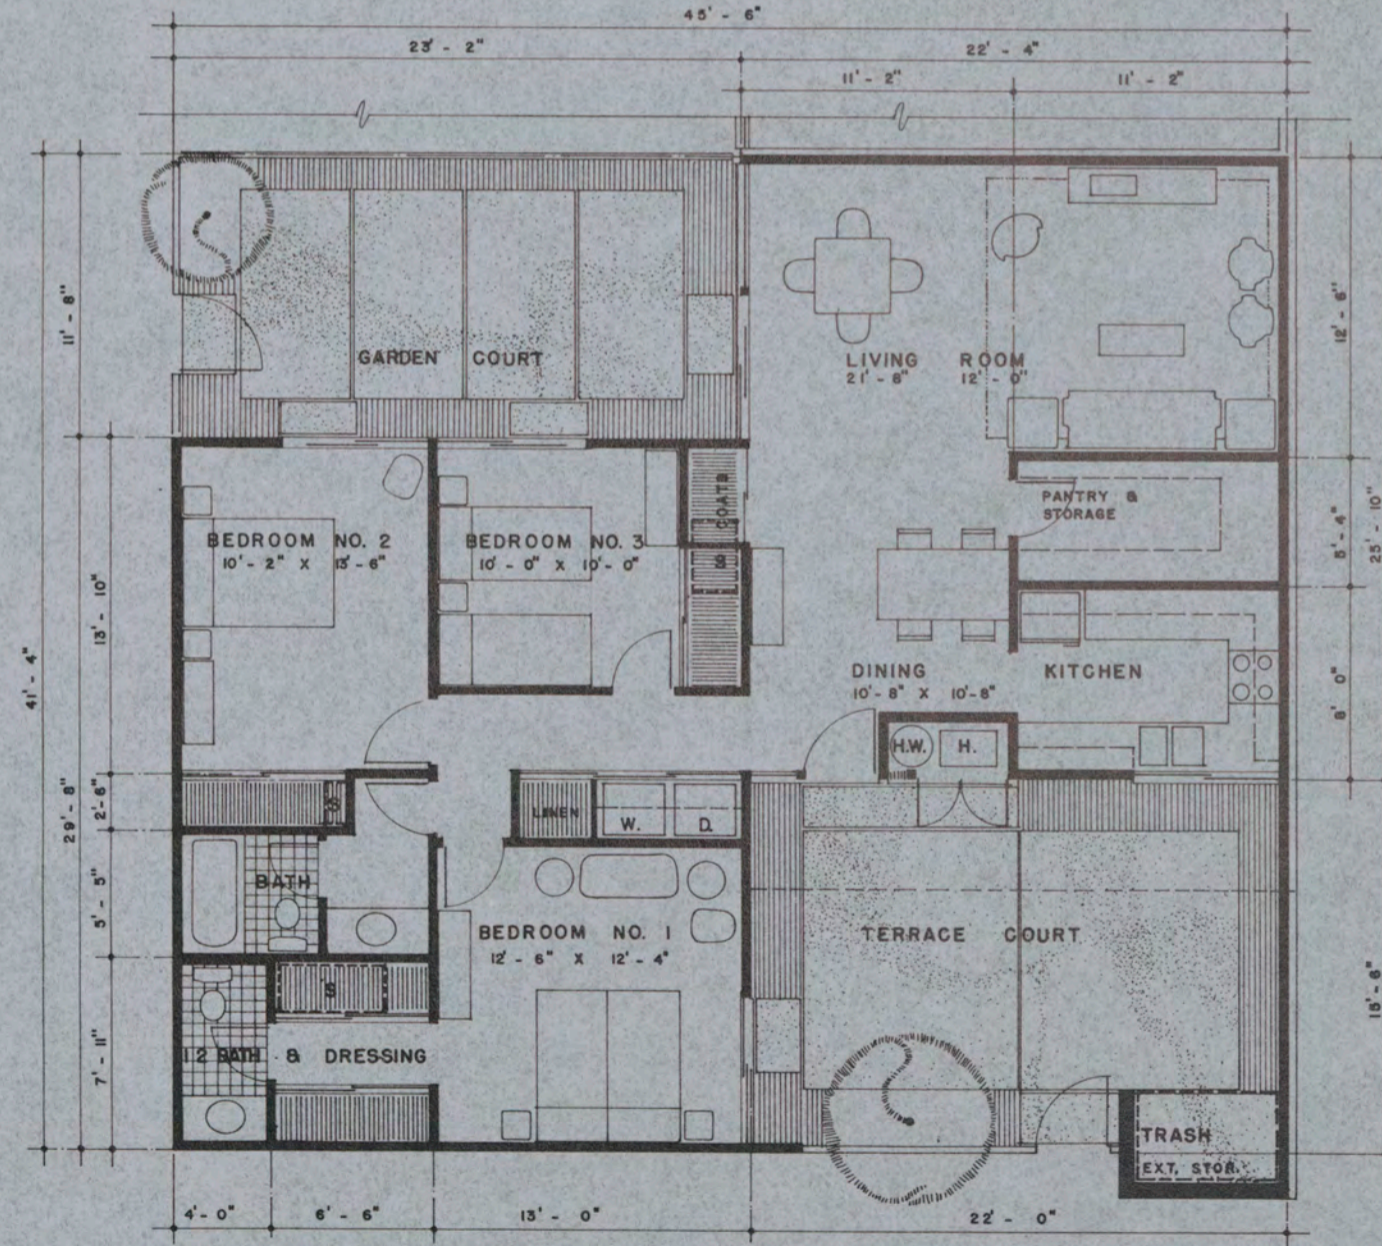 45' - 6"
23' - 2"
22' - 4"
11' - 2"
11' - 2"
GARDEN COURT
LIVING ROOM
21' - 8" 12' - 0"
11' - 8"
12' - 6"
PANTRY &
STORAGE
COATS
S
BEDROOM NO. 2
10' - 2" X 13' - 6"
BEDROOM NO. 3
10' - 0" X 10' - 0"
5' - 4"
25' - 10"
13' - 10"
41' - 4"
DINING
10' - 8" X 10' - 8"
KITCHEN
8' 0"
H.W.
H.
29' - 8"
2' - 6"
S
LINEN
W.
D.
5' - 5"
BATH
BEDROOM NO. 1
12' - 6" X 12' - 4"
TERRACE COURT
15' - 6"
S
7' - 11"
1 2 BATH & DRESSING
TRASH
EXT. STOR.
4' - 0"
6' - 6"
13' - 0"
22' - 0"